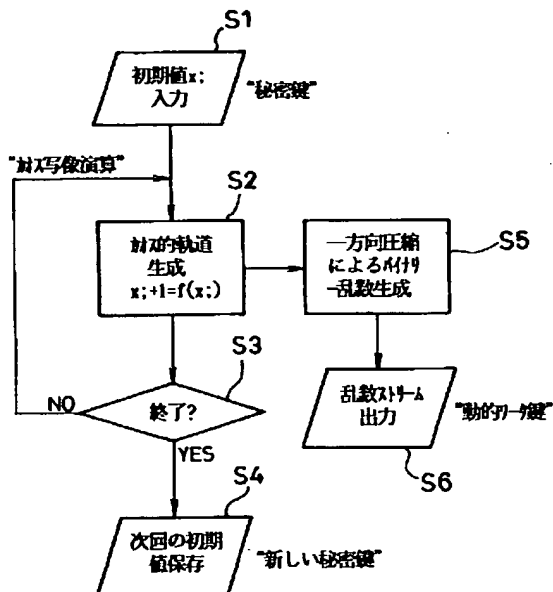 S1
初期値x;
入力
"秘密鍵"
"カオス写像演算"
S2
カオス的軌道
生成
x;+1=f(x;)
一方向圧縮
によるバイナリ
ー乱数生成
S5
S3
終了?
NO
YES
乱数ストリーム
出力
"動的ワーク鍵"
S6
S4
次回の初期
値保存
"新しい秘密鍵"